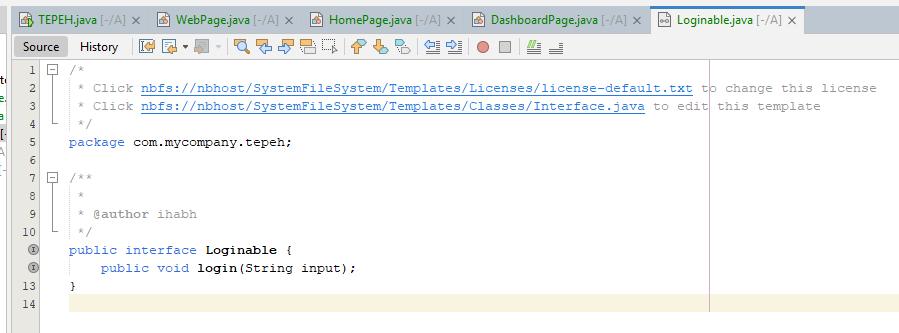 TEPEH.java [-/A] WebPage.java [-/A] HomePage.java [-/A] DashboardPage.java [-/A] Loginable.java [-/A]
Source History
1 /*
2 * Click nbfs://nbhost/SystemFileSystem/Templates/Licenses/license-default.txt to change this license
3 * Click nbfs://nbhost/SystemFileSystem/Templates/Classes/Interface.java to edit this template
4 */
5 package com.mycompany.tepeh;
6
7 /**
8 *
9 * @author ihabh
10 */
public interface Loginable {
public void login(String input);
13 }
14